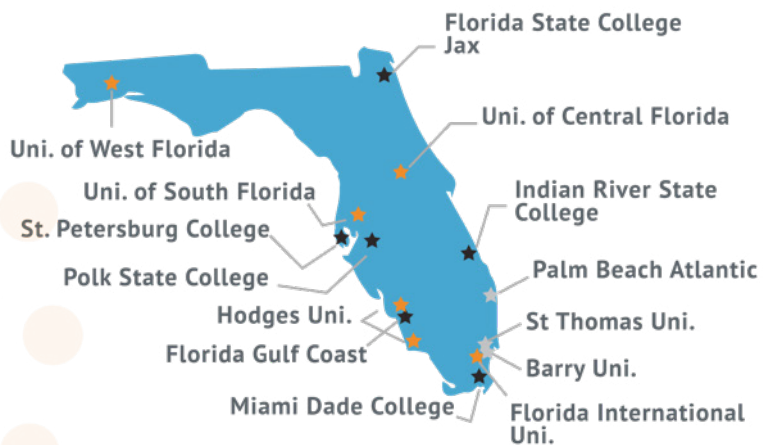 Florida State College
Jax
Uni. of Central Florida
Uni. of West Florida
Uni. of South Florida
Indian River State
College
St. Petersburg College
Polk State College
Palm Beach Atlantic
Hodges Uni.
St Thomas Uni.
Florida Gulf Coast
Barry Uni.
Miami Dade College
Florida International
Uni.